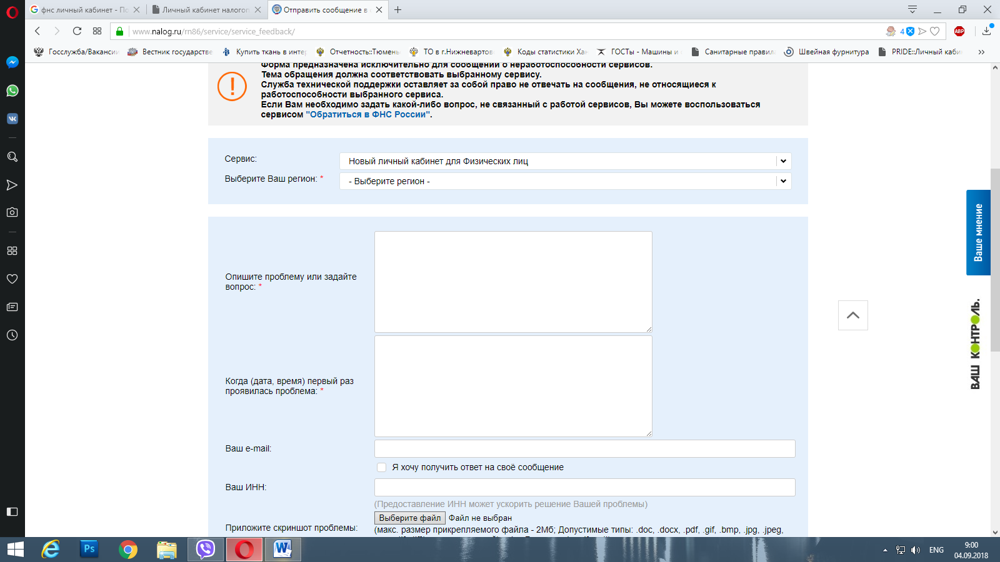 фнс личный кабинет - По
Личный кабинет налогоп
Отправить сообщение в с
www.nalog.ru/rn86/service/service_feedback/
4
ABP
Госслужба/Вакансии
Вестник государстве
Купить ткань в интер
Отчетность::Тюмень
ТО в г.Нижневартово
Коды статистики Хан
ГОСТы - Машины и
Санитарные правила
Швейная фурнитура
PRIDE::Личный каби
Форма предназначена исключительно для сообщений о неработоспособности сервисов.
Тема обращения должна соответствовать выбранному сервису.
Служба технической поддержки оставляет за собой право не отвечать на сообщения, не относящиеся к
работоспособности выбранного сервиса.
Если Вам необходимо задать какой-либо вопрос, не связанный с работой сервисов, Вы можете воспользоваться
сервисом "Обратиться в ФНС России".
Сервис:
Новый личный кабинет для Физических лиц
Выберите Ваш регион: *
- Выберите регион -
Опишите проблему или задайте
вопрос: *
Когда (дата, время) первый раз
проявилась проблема: *
Ваш e-mail:
Я хочу получить ответ на своё сообщение
Ваш ИНН:
(Предоставление ИНН может ускорить решение Вашей проблемы)
Приложите скриншот проблемы:
Выберите файл Файл не выбран
(макс. размер прикрепляемого файла - 2Мб; Допустимые типы: .doc, .docx, .pdf, .gif, .bmp, .jpg, .jpeg,
Ваше мнение
ВАШ КОНТРОЛЬ.
Ps
ENG
9:00
04.09.2018